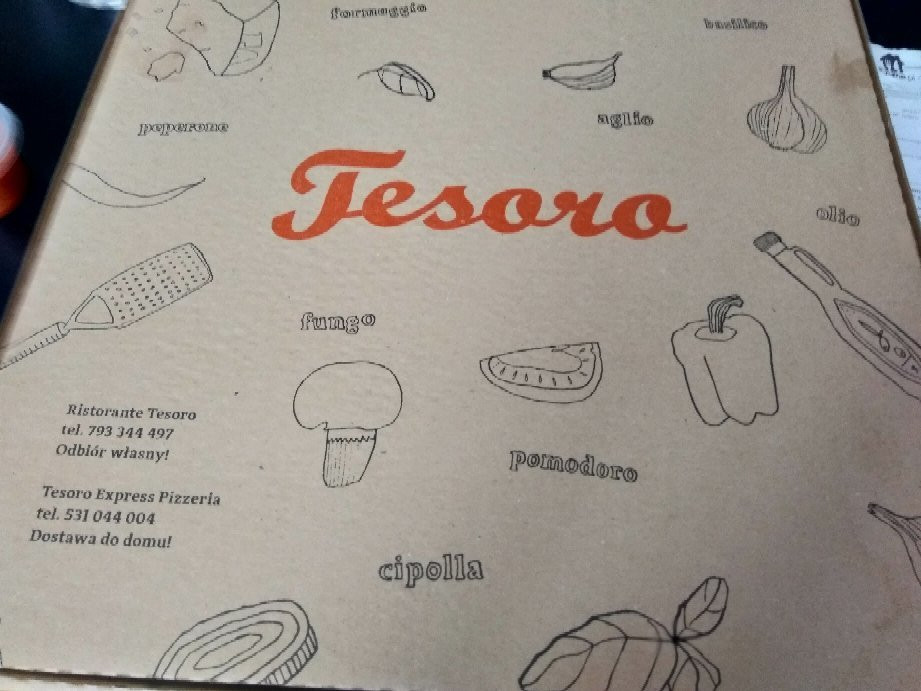 formaggio
basilico
peperone
aglio
Tesoro
olio
fungo
Ristorante Tesoro
tel. 793 344 497
Odbiór własny!
pomodoro
Tesoro Express Pizzeria
tel. 531 044 004
Dostawa do domu!
cipolla